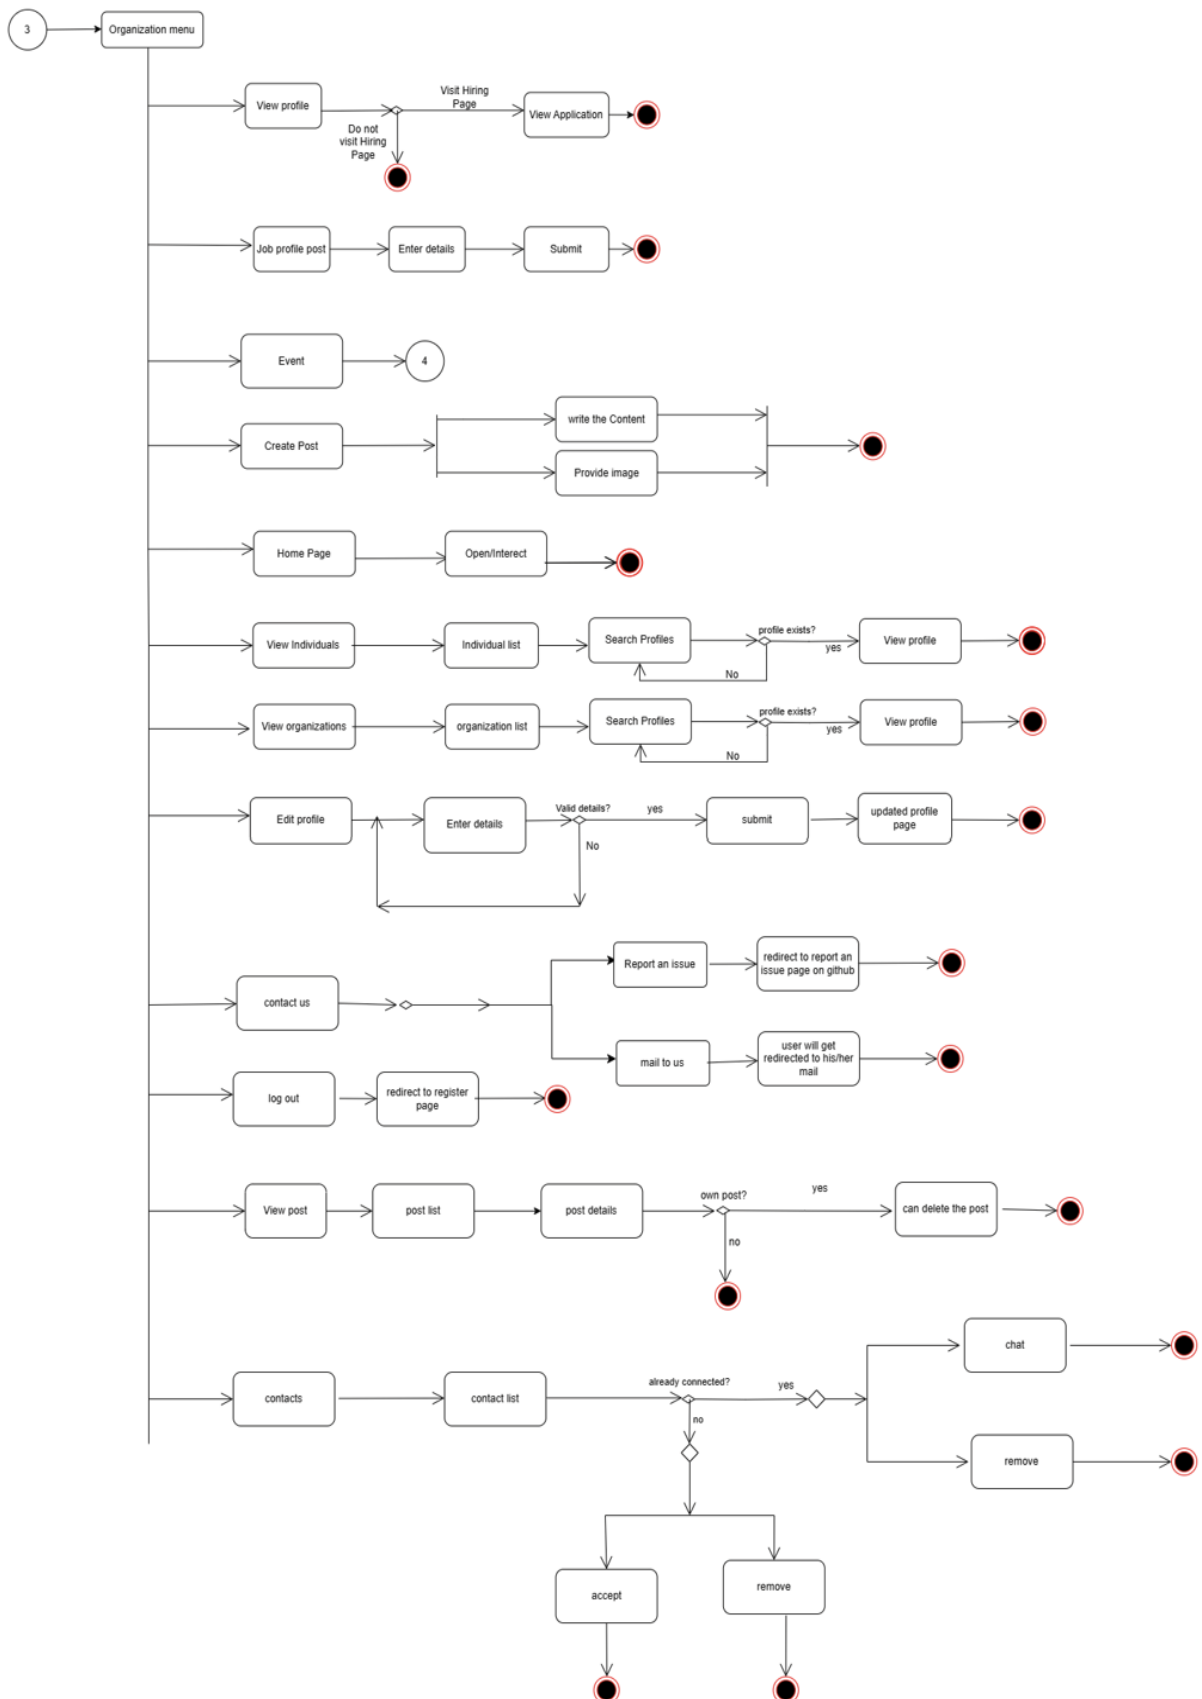 3
Organization menu
View profile
Visit Hiring
Page
View Application
Do not
visit Hiring
Page
Job profile post
Enter details
Submit
Event
4
write the Content
Create Post
Provide image
Home Page
Open/Interect
View Individuals
Individual list
Search Profiles
profile exists?
yes
No
View profile
View organizations
organization list
Search Profiles
profile exists?
yes
No
View profile
Edit profile
Enter details
Valid details?
yes
No
submit
updated profile
page
Report an issue
redirect to report an
issue page on github
contact us
mail to us
user will get
redirected to his/her
mail
log out
redirect to register
page
View post
post list
post details
own post?
yes
no
can delete the post
chat
contacts
contact list
already connected?
yes
no
remove
accept
remove